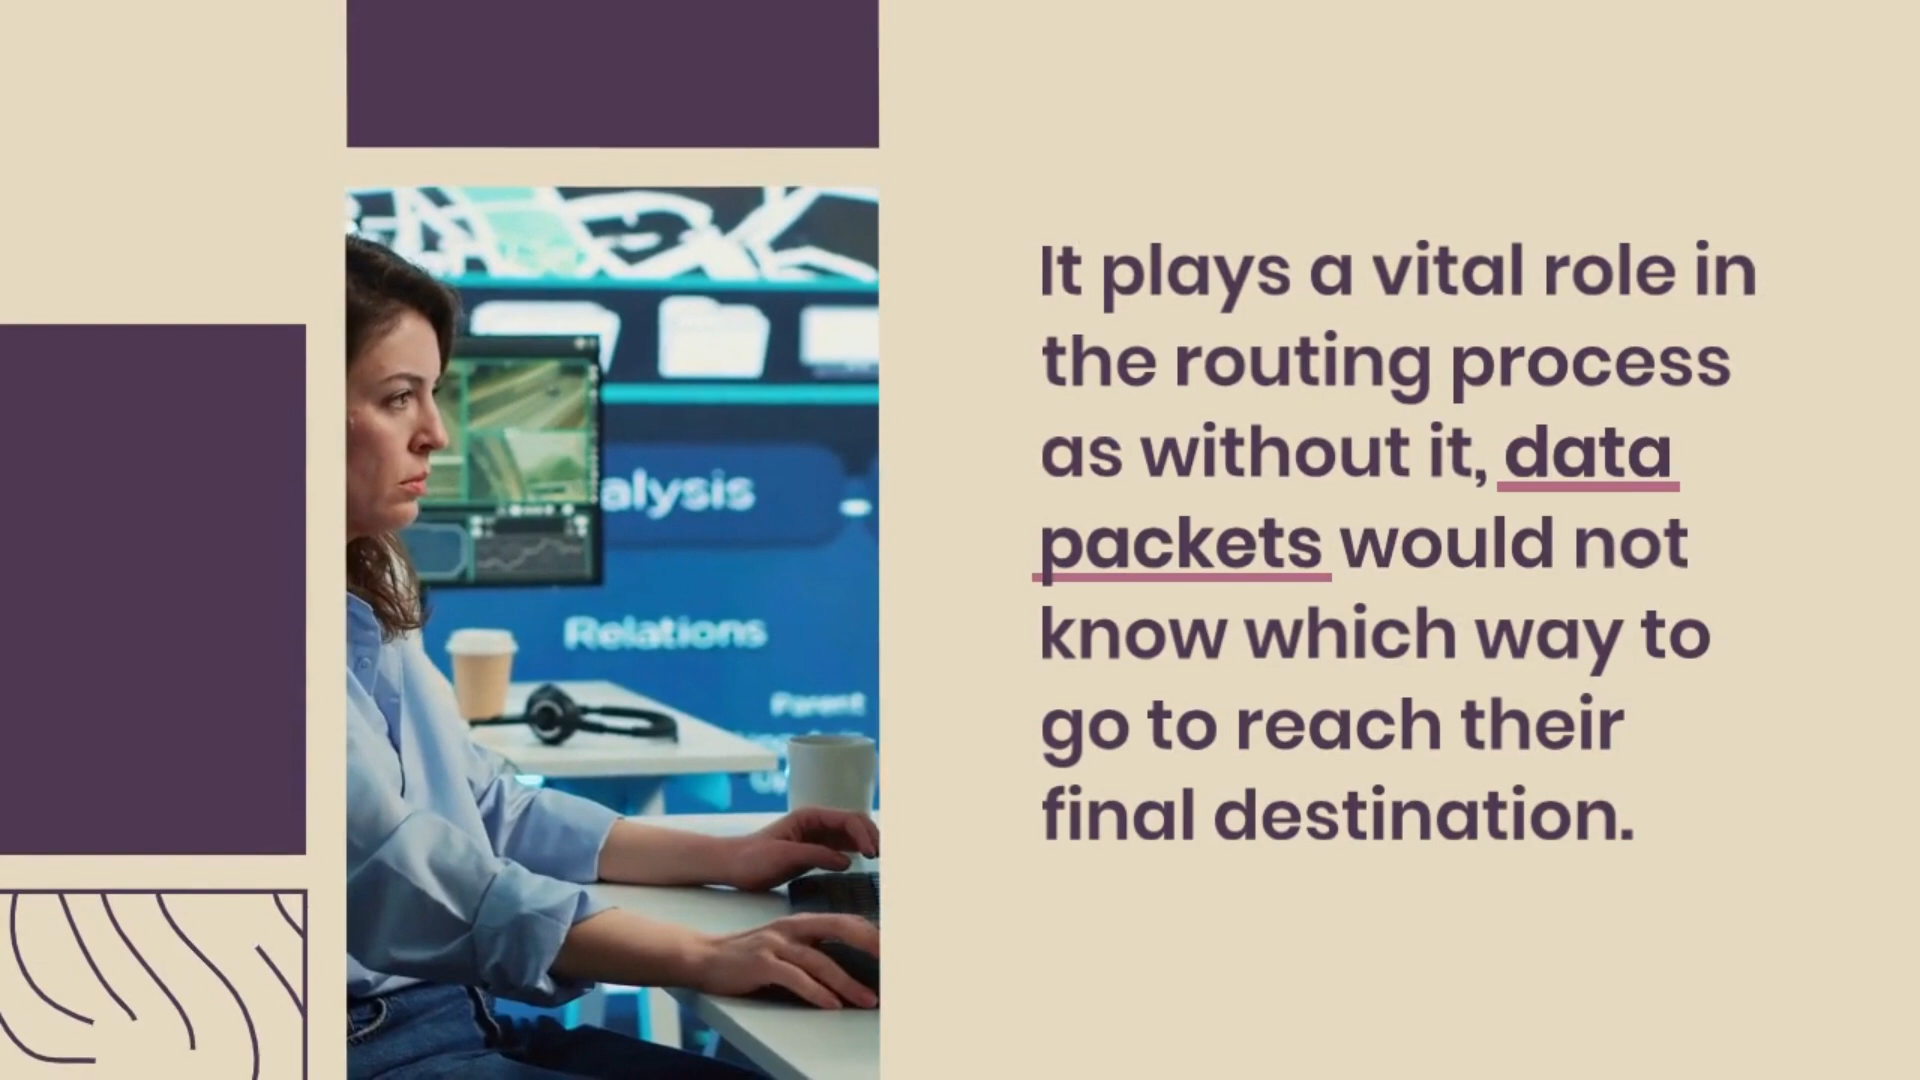 It plays a vital role in
the routing process
as without it, data
packets would not
know which way to
go to reach their
final destination.
alysis
Relations
Parent